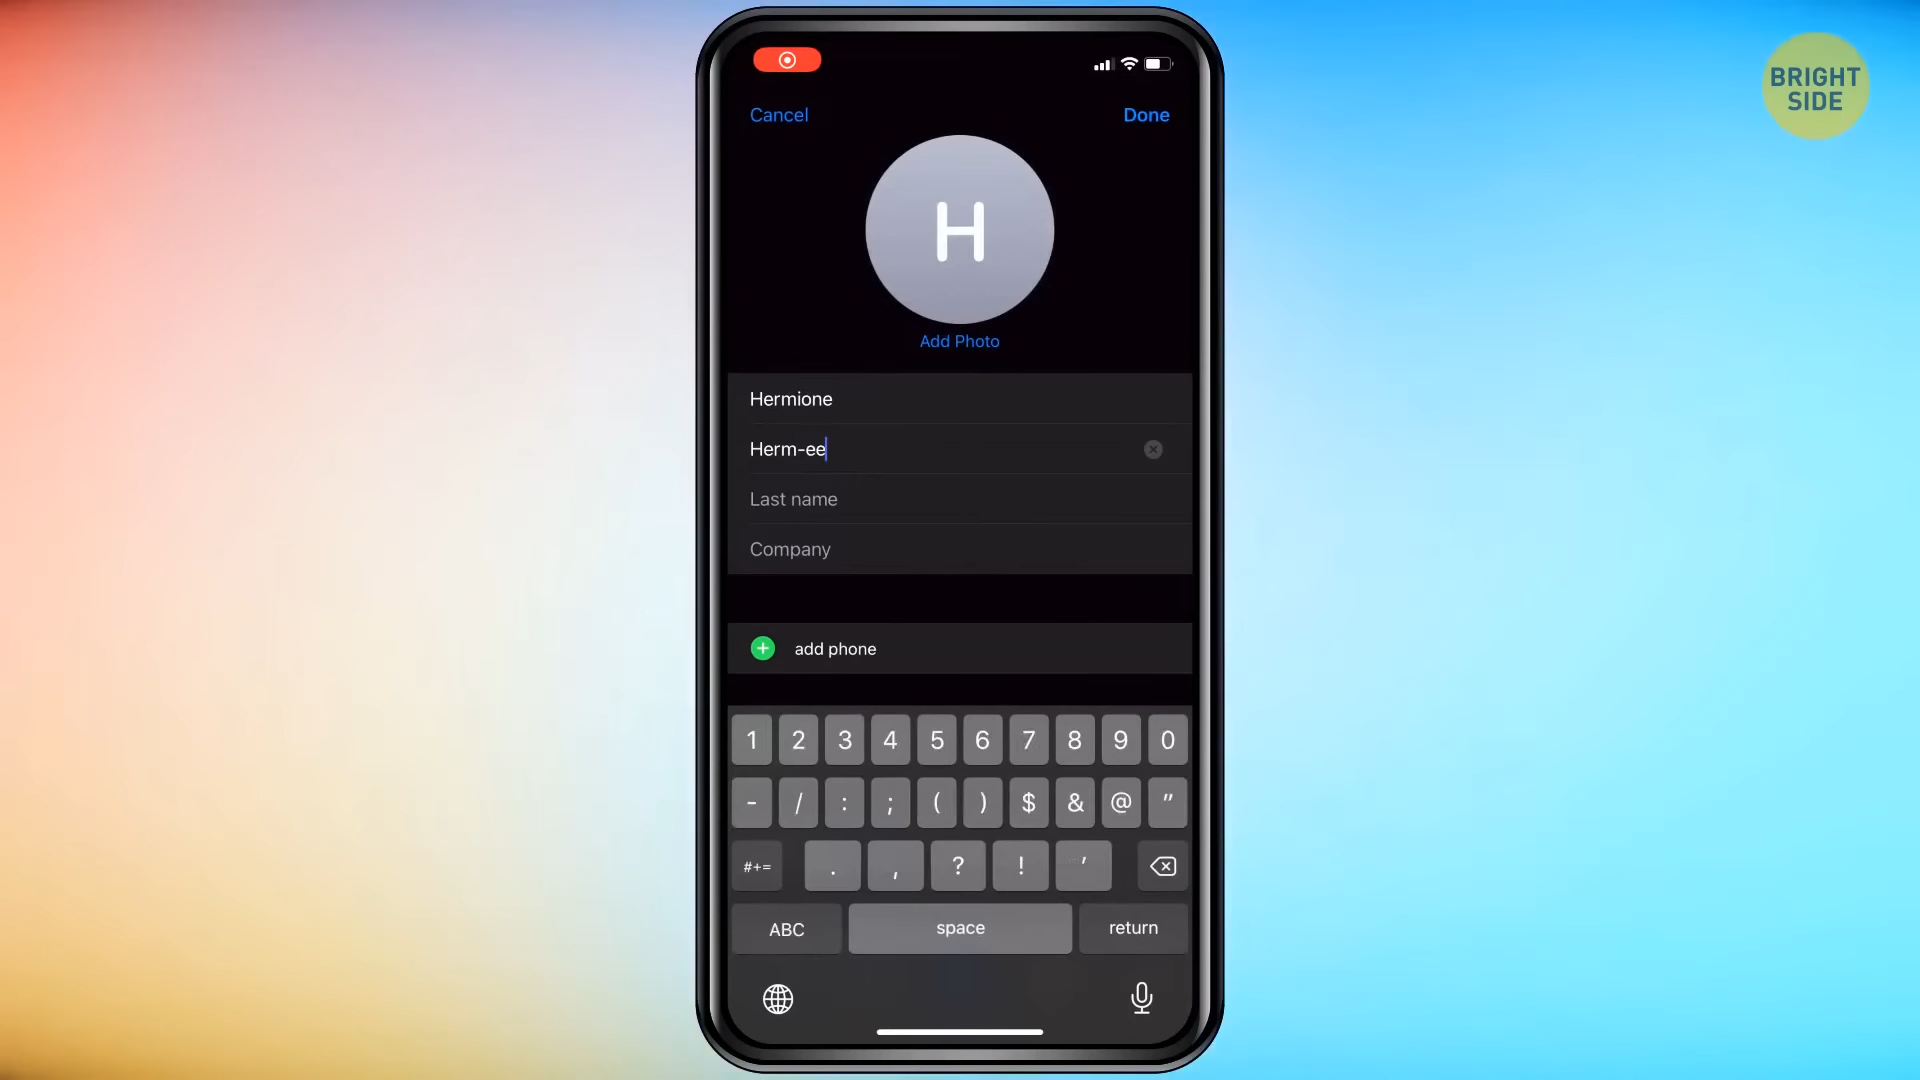 BRIGHT
SIDE
Cancel
Done
H
Add Photo
Hermione
Herm-ee
Last name
Company
add phone
1 2 3 4 5 6 7 8 9 0
- / : ; ( ) $ & @ "
#+= . , ? ! '
ABC space return